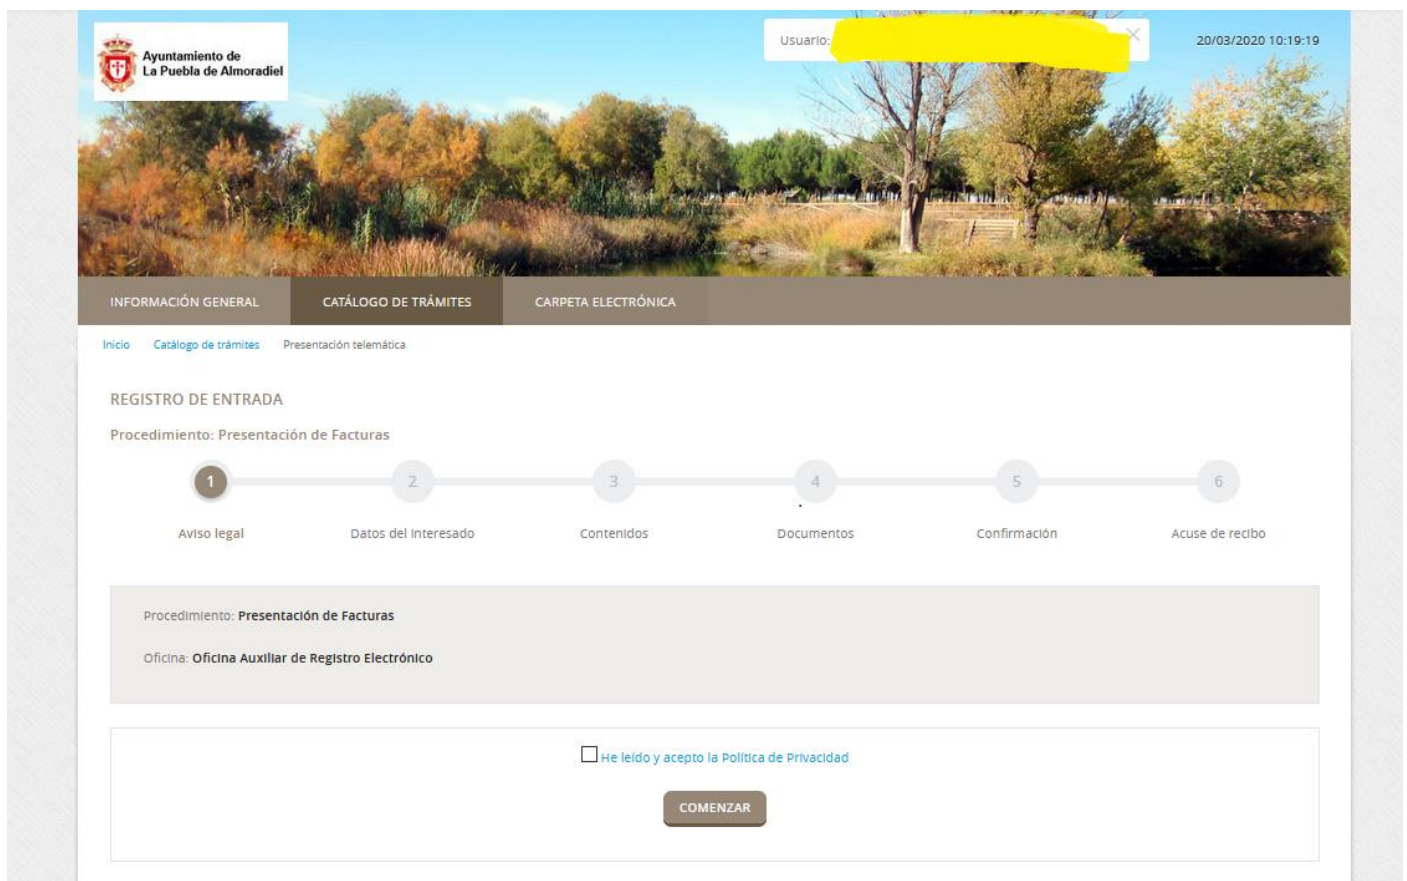 Ayuntamiento de
La Puebla de Almoradiel
Usuario:
20/03/2020 10:19:19
INFORMACIÓN GENERAL CATÁLOGO DE TRÁMITES CARPETA ELECTRÓNICA
Inicio Catálogo de trámites Presentación telemática
REGISTRO DE ENTRADA
Procedimiento: Presentación de Facturas
1 2 3 4 5 6
Aviso legal Datos del interesado Contenidos Documentos Confirmación Acuse de recibo
Procedimiento: Presentación de Facturas
Oficina: Oficina Auxiliar de Registro Electrónico
He leído y acepto la Política de Privacidad
COMENZAR